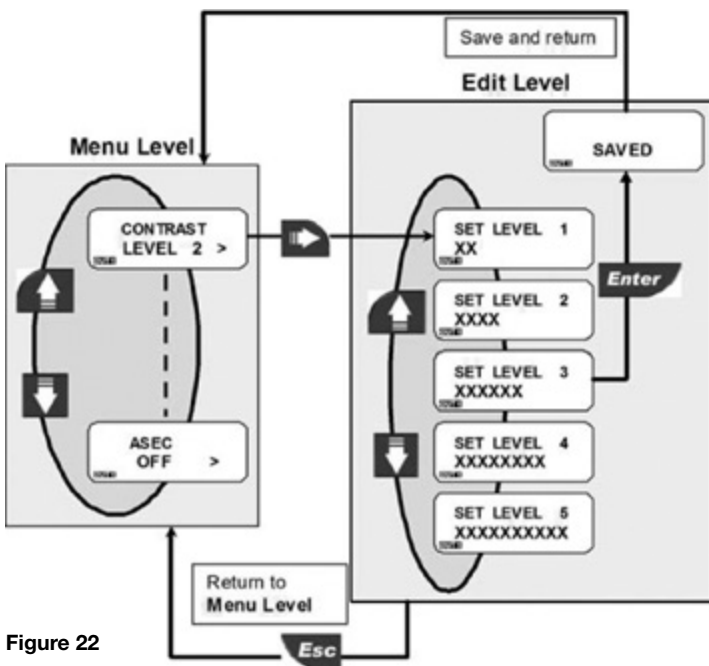 Save and return
Edit Level
SAVED
Menu Level
CONTRAST
LEVEL 2 >
SET LEVEL 1
XX
Enter
SET LEVEL 2
XXXX
SET LEVEL 3
XXXXXX
ASEC
OFF >
SET LEVEL 4
XXXXXXXX
SET LEVEL 5
XXXXXXXXXX
Return to
Menu Level
Esc
Figure 22